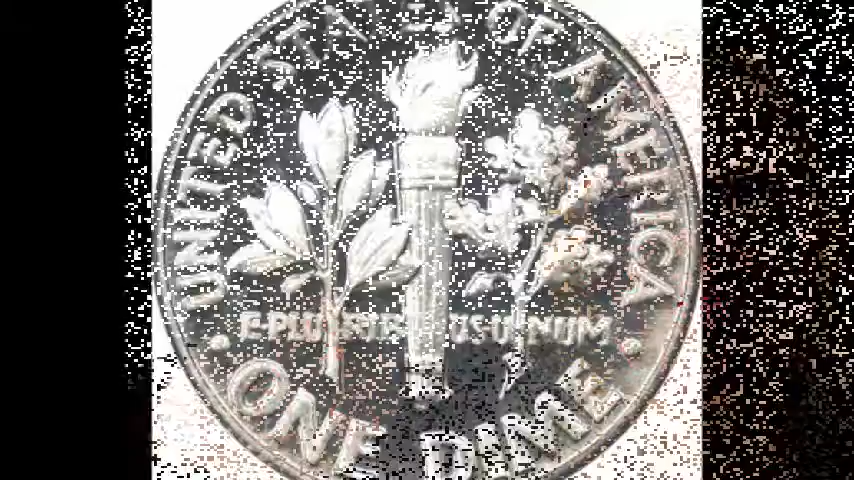 UNITED STATES OF AMERICA
E·PLURIBUS·UNUM
ONE DIME